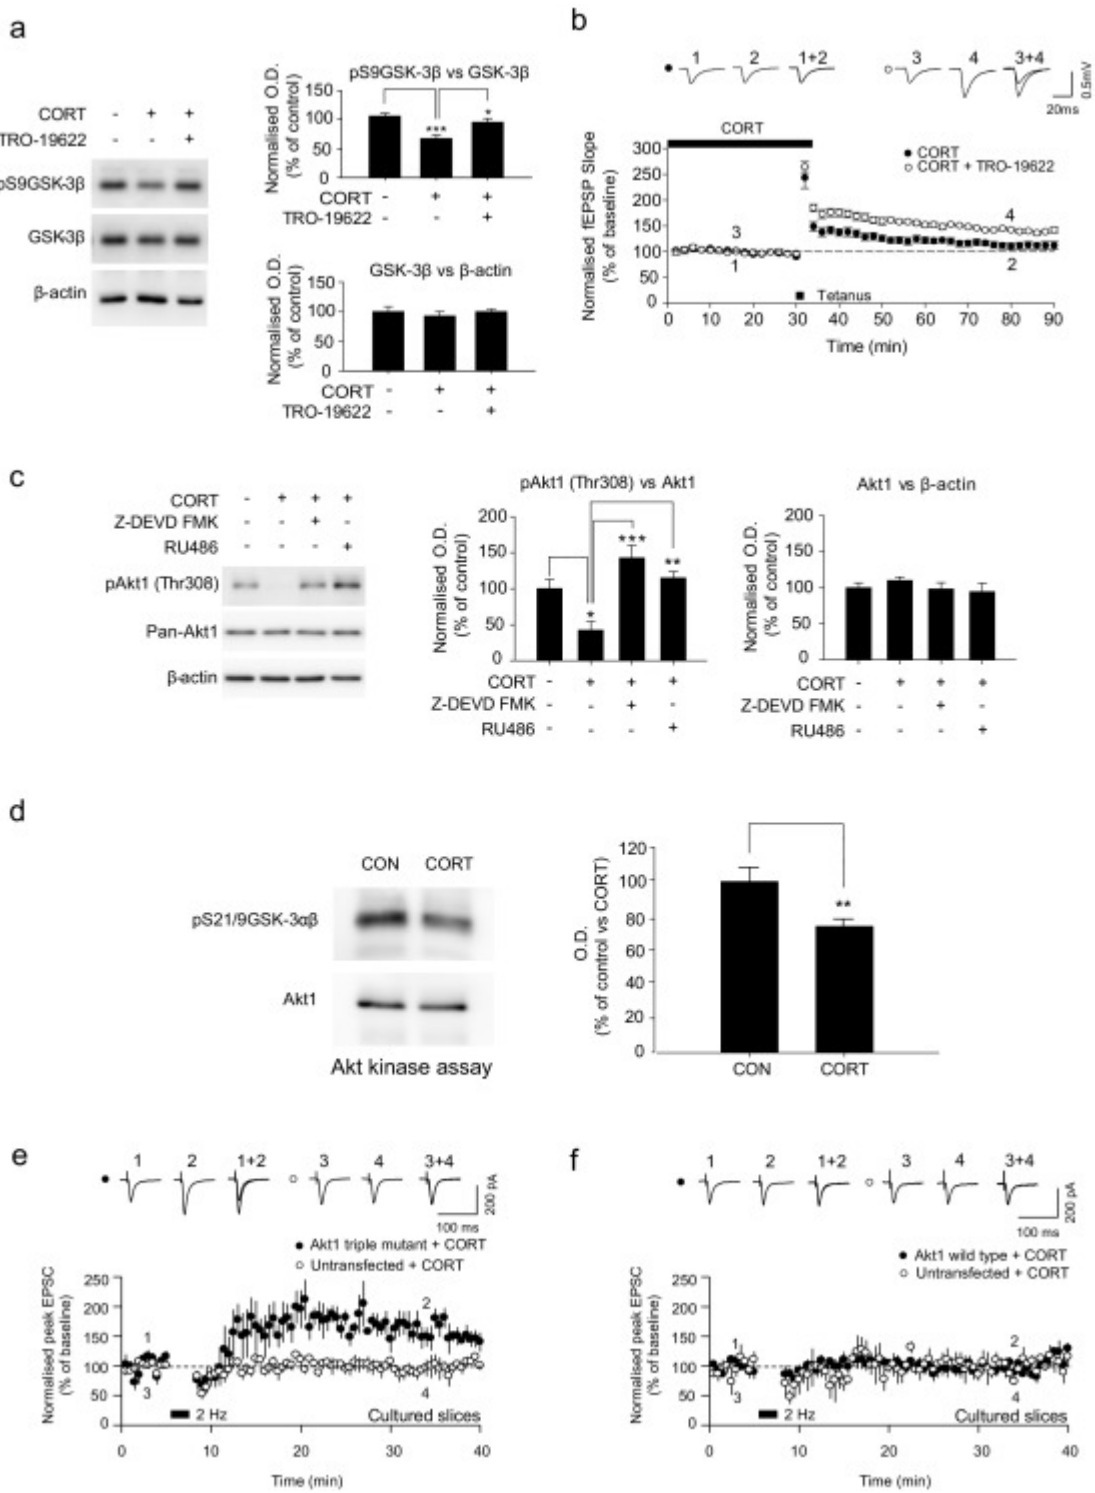 a
CORT - + +
TRO-19622 - - +
pS9GSK-3β
GSK3β
β-actin
pS9GSK-3β vs GSK-3β
Normalised O.D.
(% of control)
150
100
50
0
***
*
CORT - + +
TRO-19622 - - +
GSK-3β vs β-actin
Normalised O.D.
(% of control)
150
100
50
0
CORT - + +
TRO-19622 - - +
b
1 2 1+2 3 4 3+4
0.5mV
20ms
CORT
CORT
CORT + TRO-19622
Normalised fEPSP Slope
(% of baseline)
300
250
200
150
100
50
0
3
1
4
2
Tetanus
0 10 20 30 40 50 60 70 80 90
Time (min)
c
CORT - + + +
Z-DEVD FMK - - + -
RU486 - - - +
pAkt1 (Thr308)
Pan-Akt1
β-actin
pAkt1 (Thr308) vs Akt1
Normalised O.D.
(% of control)
200
150
100
50
0
*
***
**
CORT - + + +
Z-DEVD FMK - - + -
RU486 - - - +
Akt1 vs β-actin
Normalised O.D.
(% of control)
200
150
100
50
0
CORT - + + +
Z-DEVD FMK - - + -
RU486 - - - +
d
CON CORT
pS21/9GSK-3αβ
Akt1
Akt kinase assay
O.D.
(% of control vs CORT)
120
100
80
60
40
20
0
**
CON CORT
e
1 2 1+2 3 4 3+4
200 pA
100 ms
Akt1 triple mutant + CORT
Untransfected + CORT
Normalised peak EPSC
(% of baseline)
250
200
150
100
50
0
1
3
2
4
2 Hz
Cultured slices
0 10 20 30 40
Time (min)
f
1 2 1+2 3 4 3+4
200 pA
100 ms
Akt1 wild type + CORT
Untransfected + CORT
Normalised peak EPSC
(% of baseline)
250
200
150
100
50
0
1
3
2
4
2 Hz
Cultured slices
0 10 20 30 40
Time (min)